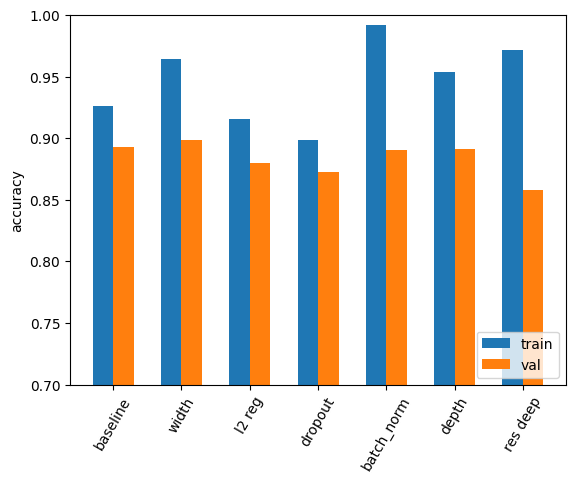 1.00
0.95
0.90
0.85
0.80
0.75
0.70
accuracy
train
val
baseline
width
l2 reg
dropout
batch_norm
depth
res deep